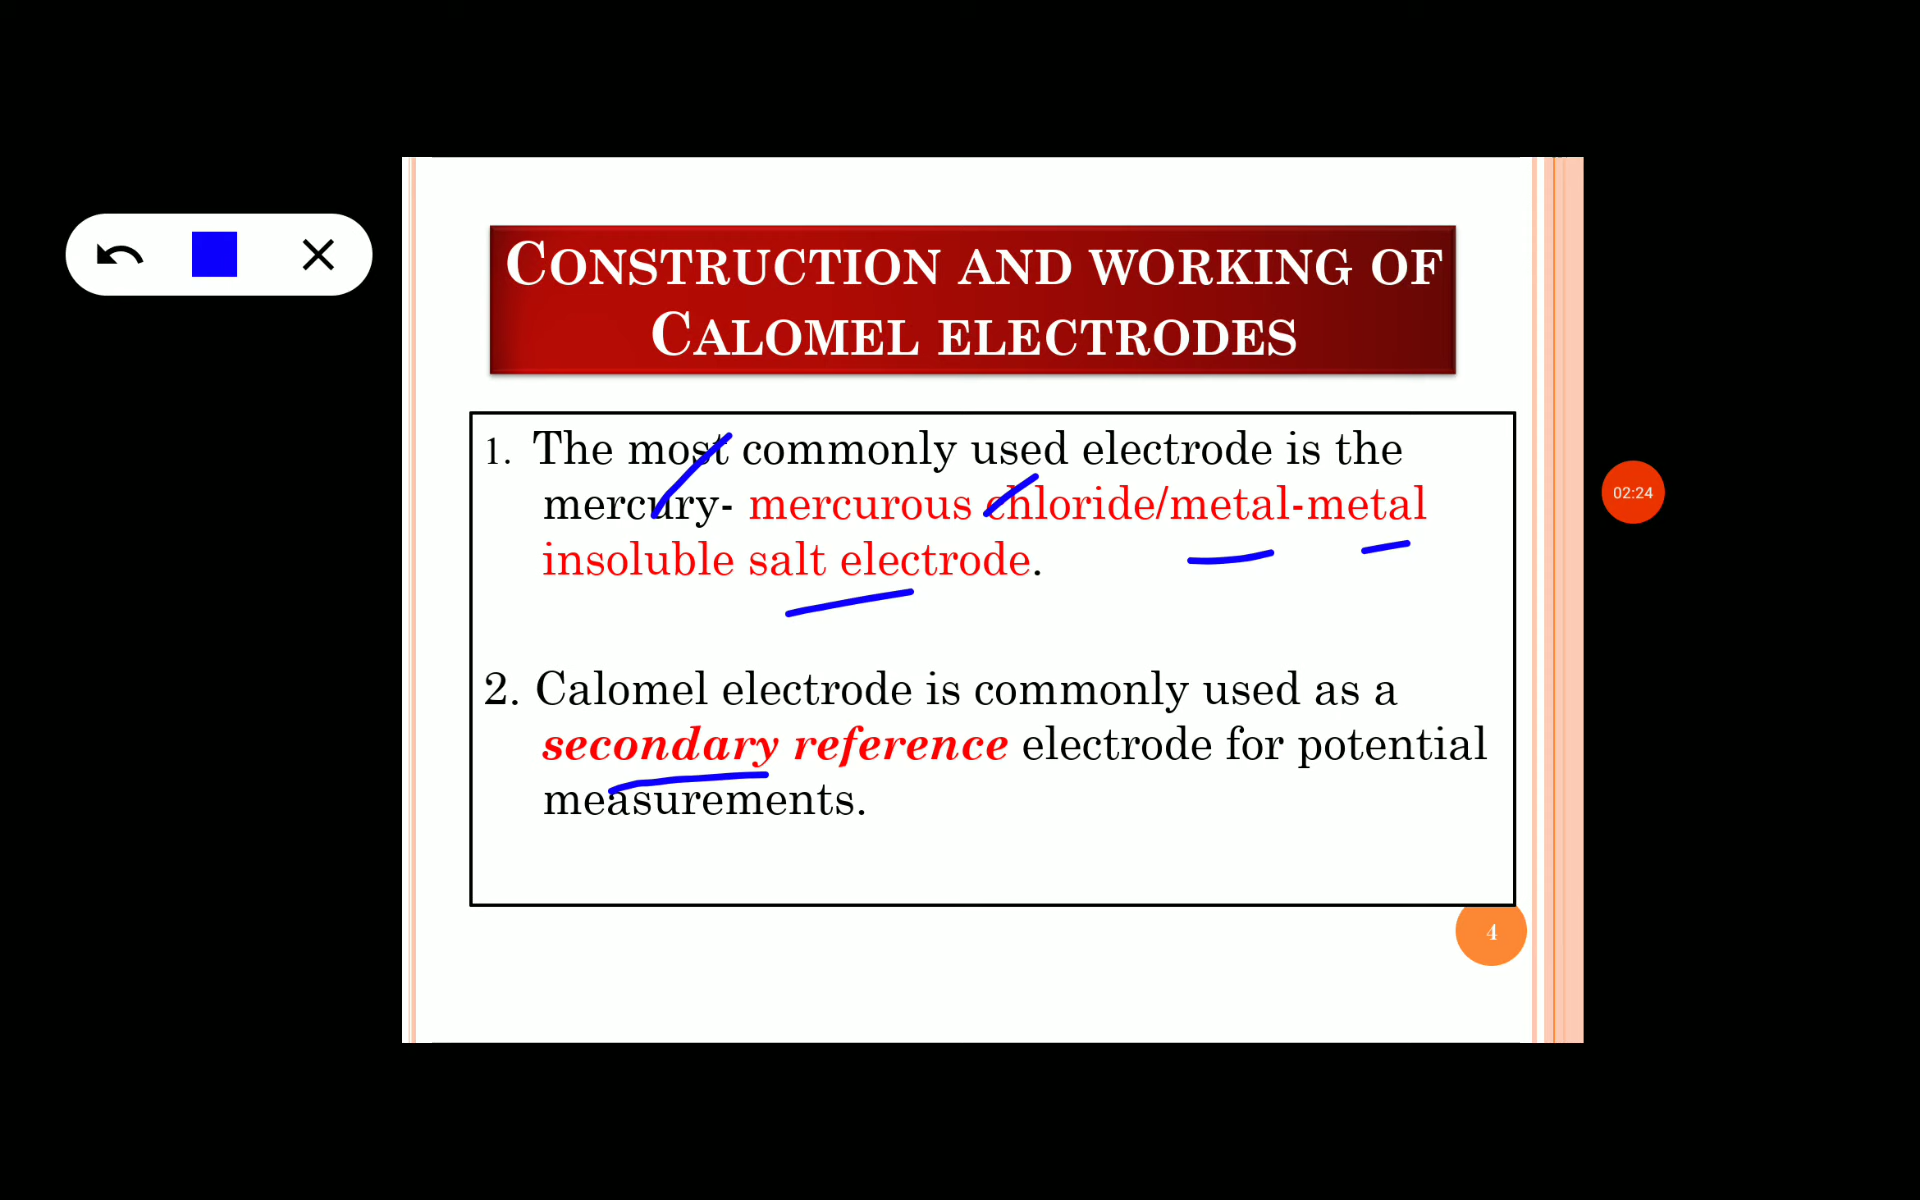 CONSTRUCTION AND WORKING OF
CALOMEL ELECTRODES
1. The most commonly used electrode is the
mercury- mercurous chloride/metal-metal
insoluble salt electrode.
02:24
2. Calomel electrode is commonly used as a
secondary reference electrode for potential
measurements.
4